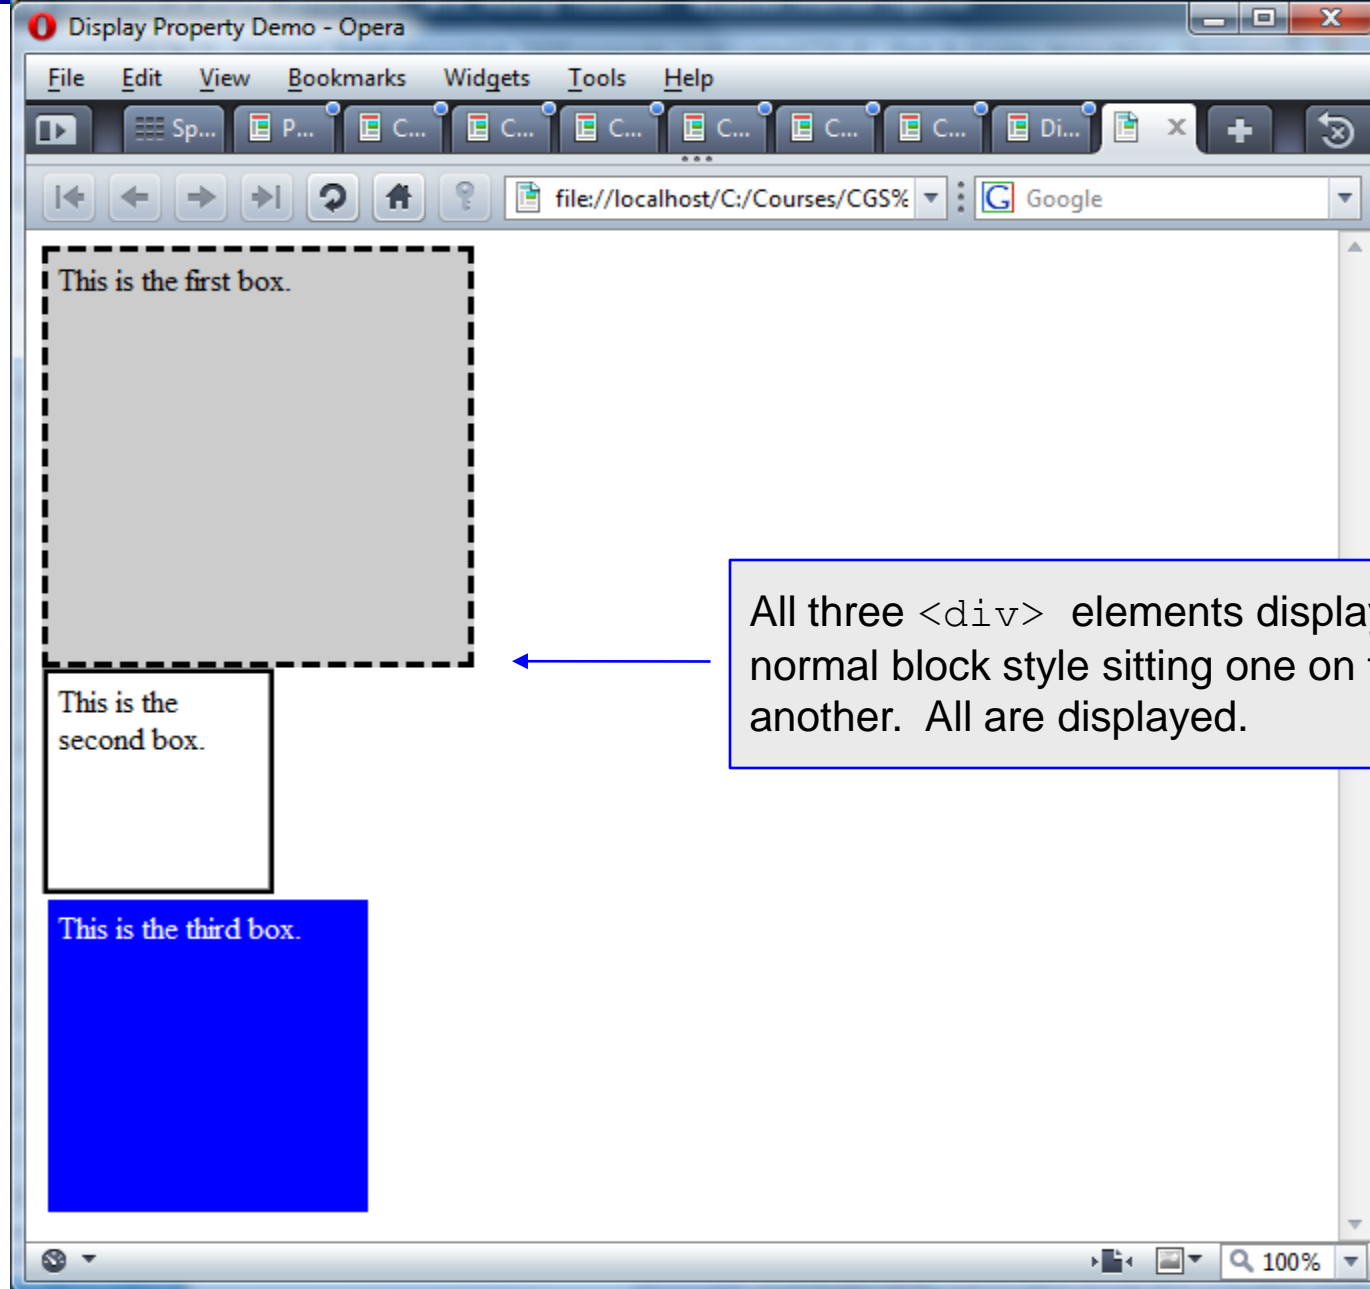 Display Property Demo - Opera
File Edit View Bookmarks Widgets Tools Help
Sp... P... C... C... C... C... C... C... Di...
file://localhost/C:/Courses/CGS% Google
This is the first box.
All three <div> elements display
normal block style sitting one on
another. All are displayed.
This is the
second box.
This is the third box.
100%